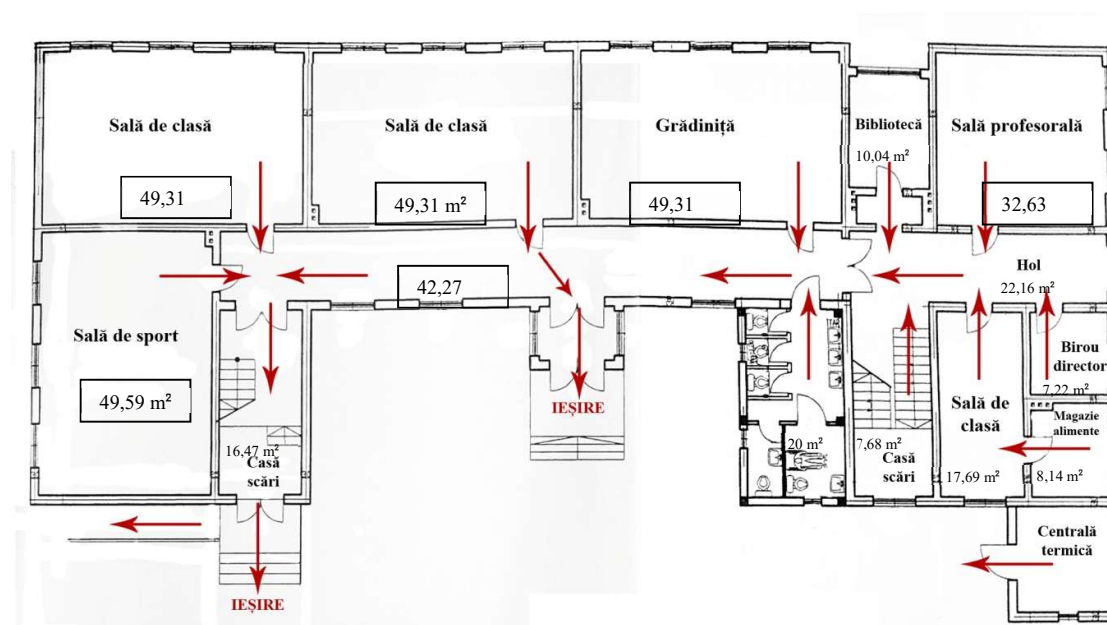 Sală de clasă
Sală de clasă
Grădiniță
Bibliotecă
10,04 m²
Sală profesorală
49,31
49,31 m²
49,31
32,63
Hol
22,16 m²
42,27
Sală de sport
49,59 m²
IEȘIRE
Birou
director
7,22 m²
Sală de
clasă
17,69 m²
Magazie
alimente
8,14 m²
16,47 m²
Casă
scări
20 m²
7,68 m²
Casă
scări
Centrală
termică
IEȘIRE